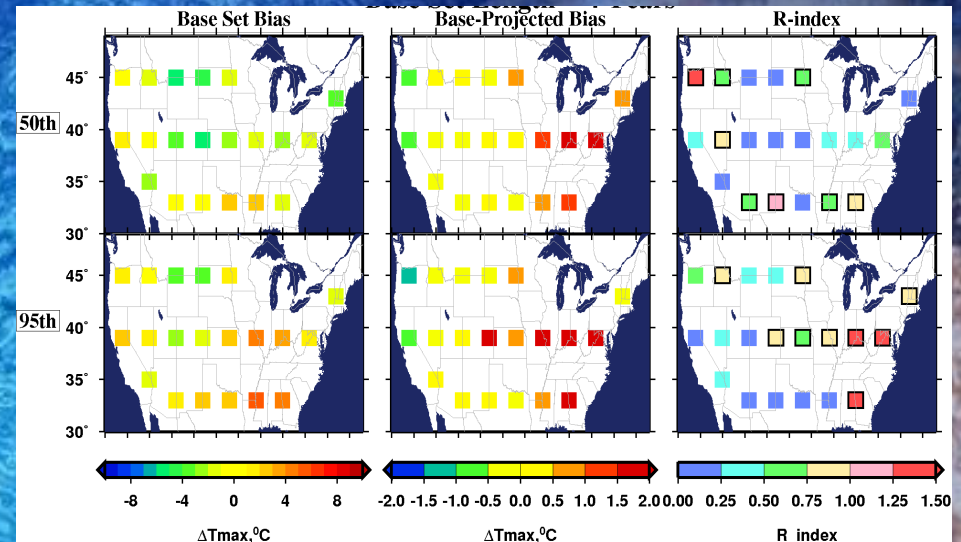 Base Set Bias
Base-Projected Bias
R-index
50th
45°
40°
35°
30°
95th
45°
40°
35°
30°
-8 -4 0 4 8
-2.0 -1.5 -1.0 -0.5 0.0 0.5 1.0 1.5 2.0
0.00 0.25 0.50 0.75 1.00 1.25 1.50
ΔTmax,⁰C
ΔTmax,⁰C
R_index